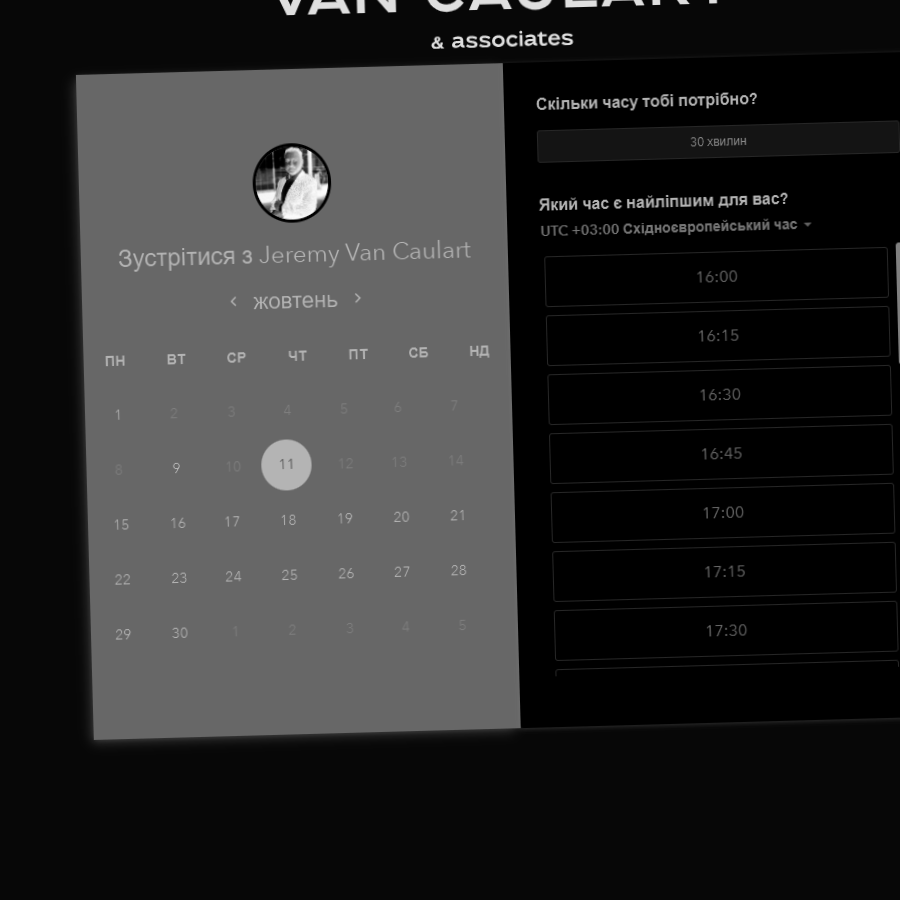 VAN CAULART
& associates
Зустрітися з Jeremy Van Caulart
жовтень
ПН ВТ СР ЧТ ПТ СБ НД
1 2 3 4 5 6 7
8 9 10 11 12 13 14
15 16 17 18 19 20 21
22 23 24 25 26 27 28
29 30 1 2 3 4 5
Скільки часу тобі потрібно?
30 хвилин
Який час є найліпшим для вас?
UTC +03:00 Східноєвропейський час
16:00
16:15
16:30
16:45
17:00
17:15
17:30